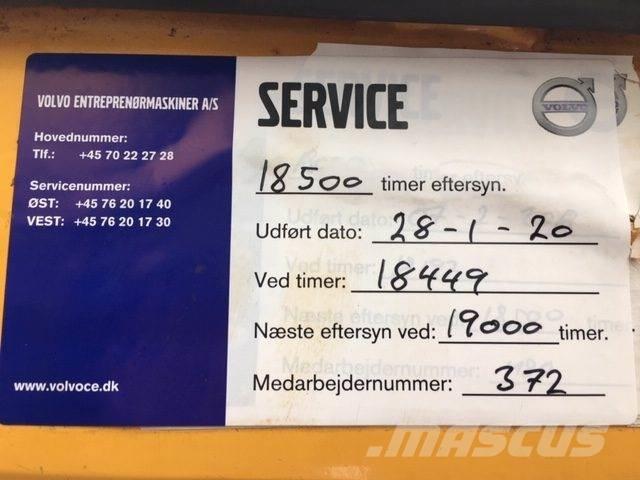 VOLVO ENTREPRENØRMASKINER A/S
Hovednummer:
Tlf.: +45 70 22 27 28
Servicenummer:
ØST: +45 76 20 17 40
VEST: +45 76 20 17 30
www.volvoce.dk
SERVICE
VOLVO
18500 timer eftersyn.
Udført dato: 28-1-20
Ved timer: 18449
Næste eftersyn ved: 19000 timer.
Medarbejdernummer: 372
MASCUS